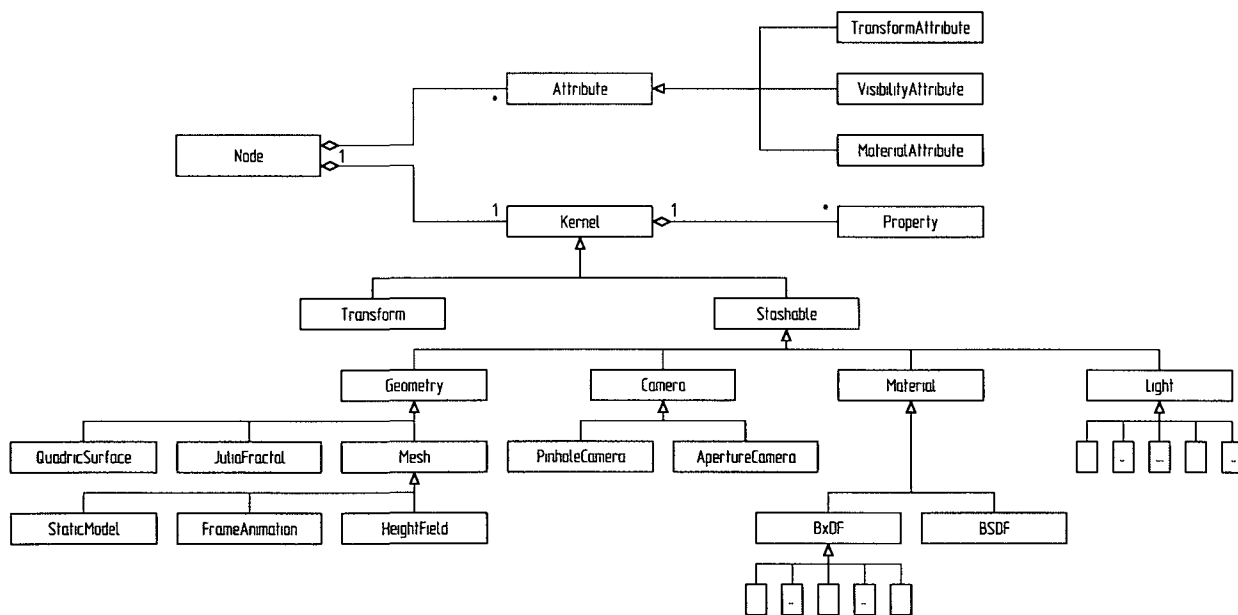 TransformAttribute
Attribute
VisibilityAttribute
*
Node
1
MaterialAttribute
1
Kernel
1
*
Property
Transform
Stashable
Geometry
Camera
Material
Light
QuadricSurface
JuliaFractal
Mesh
PinholeCamera
ApertureCamera
StaticModel
FrameAnimation
HeightField
BxDF
BSDF